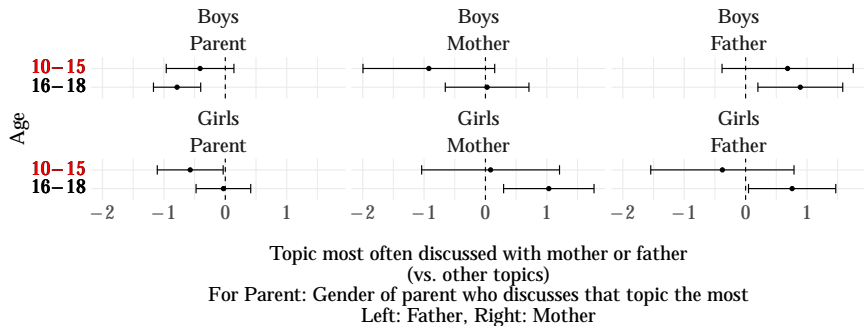 Boys Boys Boys
Parent Mother Father
10−15
16−18
Age
Girls Girls Girls
Parent Mother Father
10−15
16−18
−2 −1 0 1 −2 −1 0 1 −2 −1 0 1
Topic most often discussed with mother or father
(vs. other topics)
For Parent: Gender of parent who discusses that topic the most
Left: Father, Right: Mother